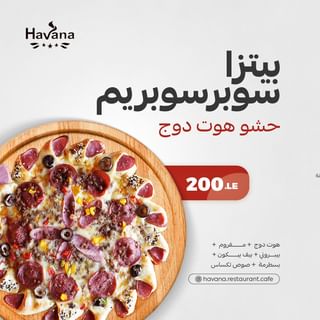 Havana
بيتزا
سوبرسوبريم
حشو هوت دوج
200.LE
هوت دوج + مفروم +
بيبروني + بيف بيكون +
بسطرمة + صوص تكساس
havana.restaurant.cafe